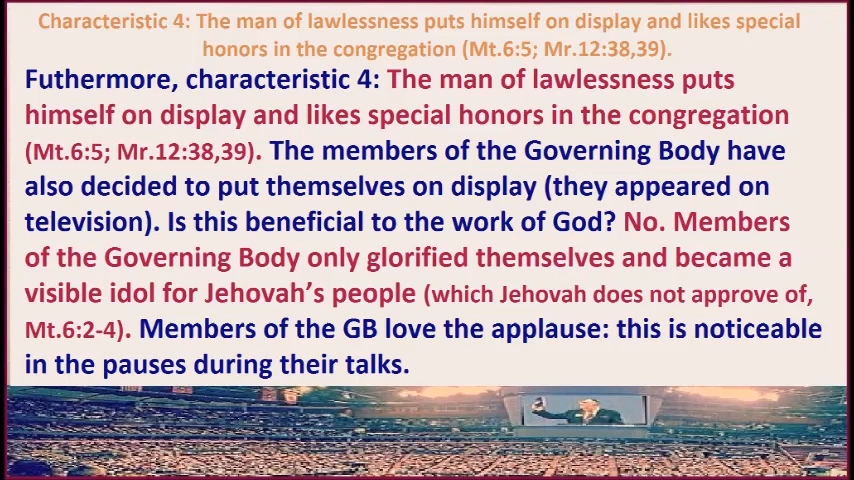 Characteristic 4: The man of lawlessness puts himself on display and likes special
honors in the congregation (Mt.6:5; Mr.12:38,39).
Futhermore, characteristic 4: The man of lawlessness puts
himself on display and likes special honors in the congregation
(Mt.6:5; Mr.12:38,39). The members of the Governing Body have
also decided to put themselves on display (they appeared on
television). Is this beneficial to the work of God? No. Members
of the Governing Body only glorified themselves and became a
visible idol for Jehovah’s people (which Jehovah does not approve of,
Mt.6:2-4). Members of the GB love the applause: this is noticeable
in the pauses during their talks.